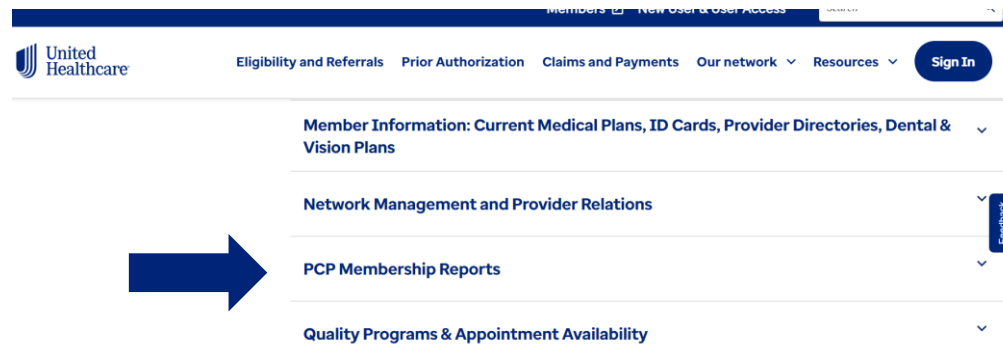 Members New User & User Access Search
United
Healthcare
Eligibility and Referrals Prior Authorization Claims and Payments Our network Resources Sign In
Member Information: Current Medical Plans, ID Cards, Provider Directories, Dental &
Vision Plans
Network Management and Provider Relations
Feedback
PCP Membership Reports
Quality Programs & Appointment Availability